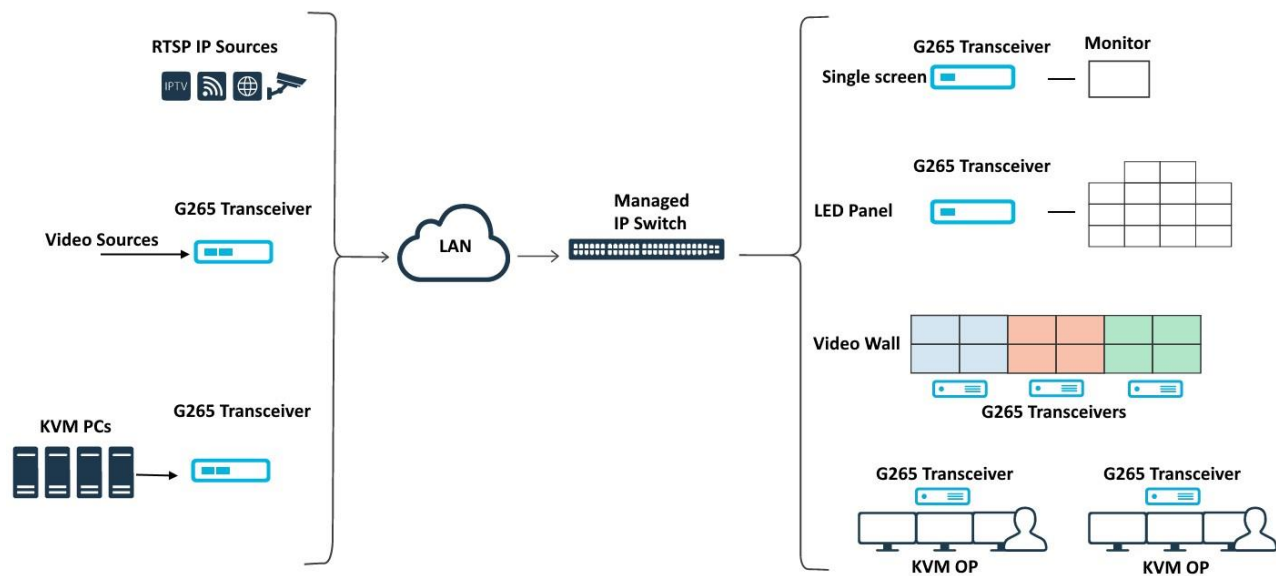 RTSP IP Sources
IPTV
G265 Transceiver
Video Sources
G265 Transceiver
KVM PCs
LAN
Managed
IP Switch
G265 Transceiver
Monitor
Single screen
G265 Transceiver
LED Panel
Video Wall
G265 Transceivers
G265 Transceiver
KVM OP
G265 Transceiver
KVM OP